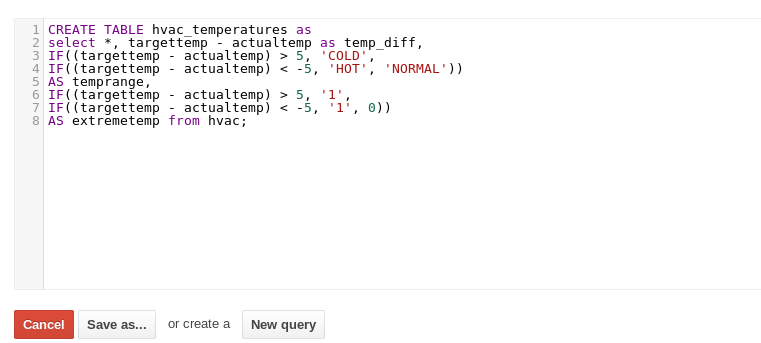 1 CREATE TABLE hvac_temperatures as
2 select *, targettemp - actualtemp as temp_diff,
3 IF((targettemp - actualtemp) > 5, 'COLD',
4 IF((targettemp - actualtemp) < -5, 'HOT', 'NORMAL'))
5 AS temprange,
6 IF((targettemp - actualtemp) > 5, '1',
7 IF((targettemp - actualtemp) < -5, '1', 0))
8 AS extremetemp from hvac;
Cancel Save as... or create a New query